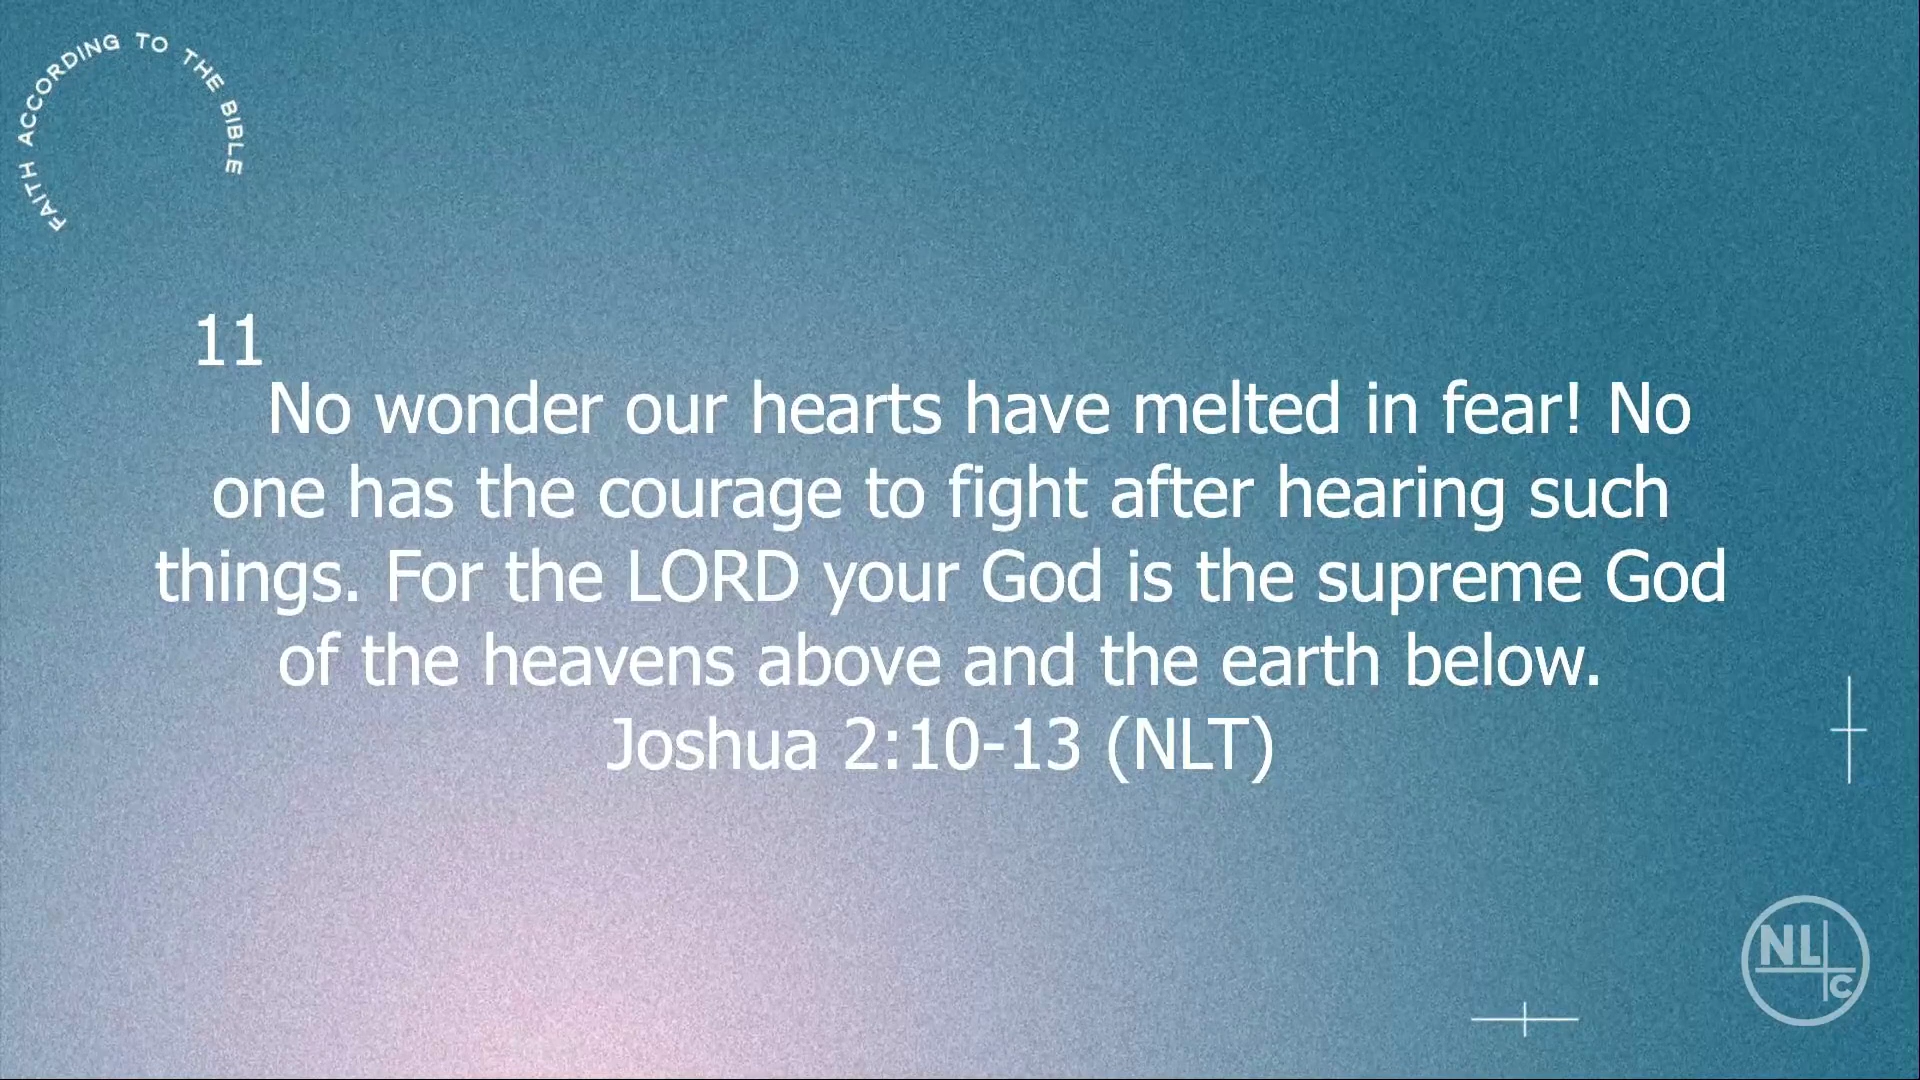 FAITH ACCORDING TO THE BIBLE
11
No wonder our hearts have melted in fear! No
one has the courage to fight after hearing such
things. For the LORD your God is the supreme God
of the heavens above and the earth below.
Joshua 2:10-13 (NLT)
NL
C